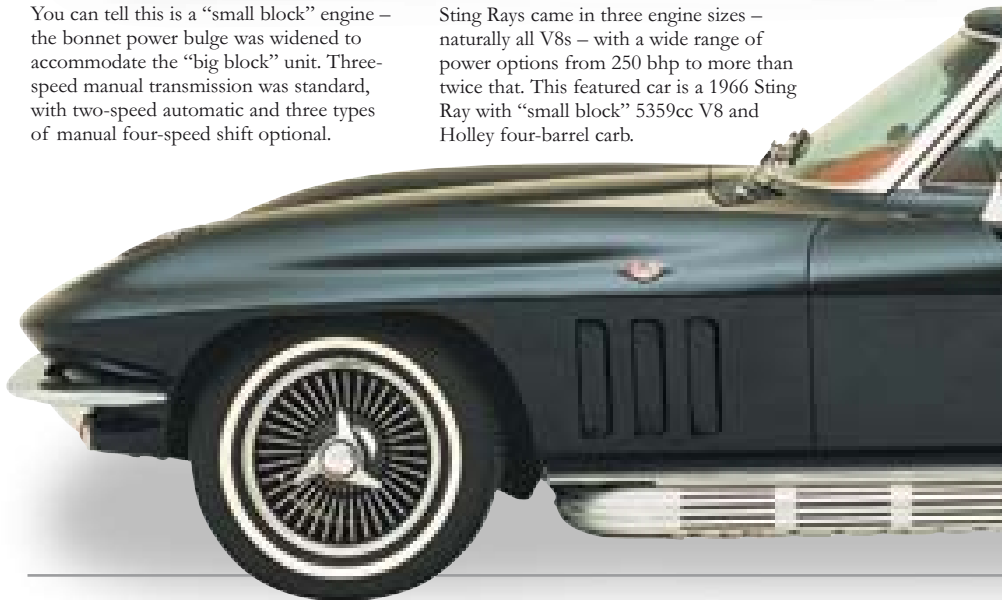 You can tell this is a “small block” engine –
the bonnet power bulge was widened to
accommodate the “big block” unit. Three-
speed manual transmission was standard,
with two-speed automatic and three types
of manual four-speed shift optional.
Sting Rays came in three engine sizes –
naturally all V8s – with a wide range of
power options from 250 bhp to more than
twice that. This featured car is a 1966 Sting
Ray with “small block” 5359cc V8 and
Holley four-barrel carb.